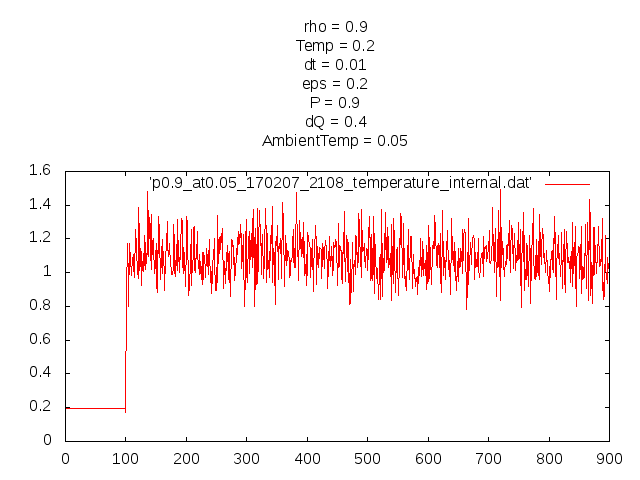 rho = 0.9
Temp = 0.2
dt = 0.01
eps = 0.2
P = 0.9
dQ = 0.4
AmbientTemp = 0.05
1.6
'p0.9_at0.05_170207_2108_temperature_internal.dat'
1.4
1.2
1
0.8
0.6
0.4
0.2
0
0 100 200 300 400 500 600 700 800 900